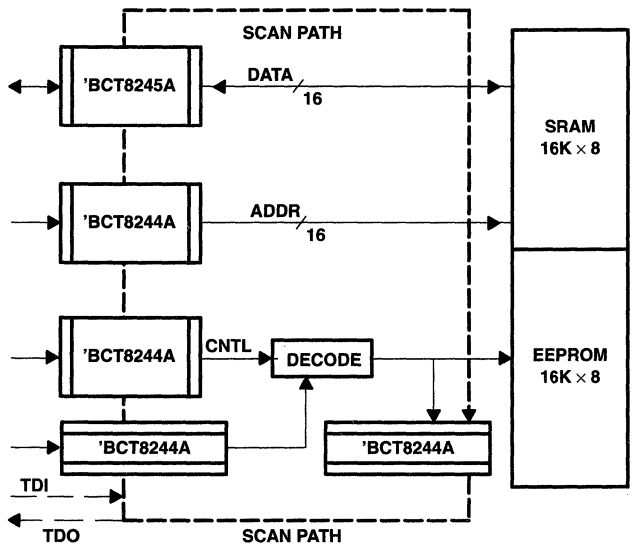 SCAN PATH
'BCT8245A
DATA
16
SRAM
16K × 8
'BCT8244A
ADDR
16
'BCT8244A
CNTL
DECODE
EEPROM
16K × 8
'BCT8244A
'BCT8244A
TDI
TDO
SCAN PATH